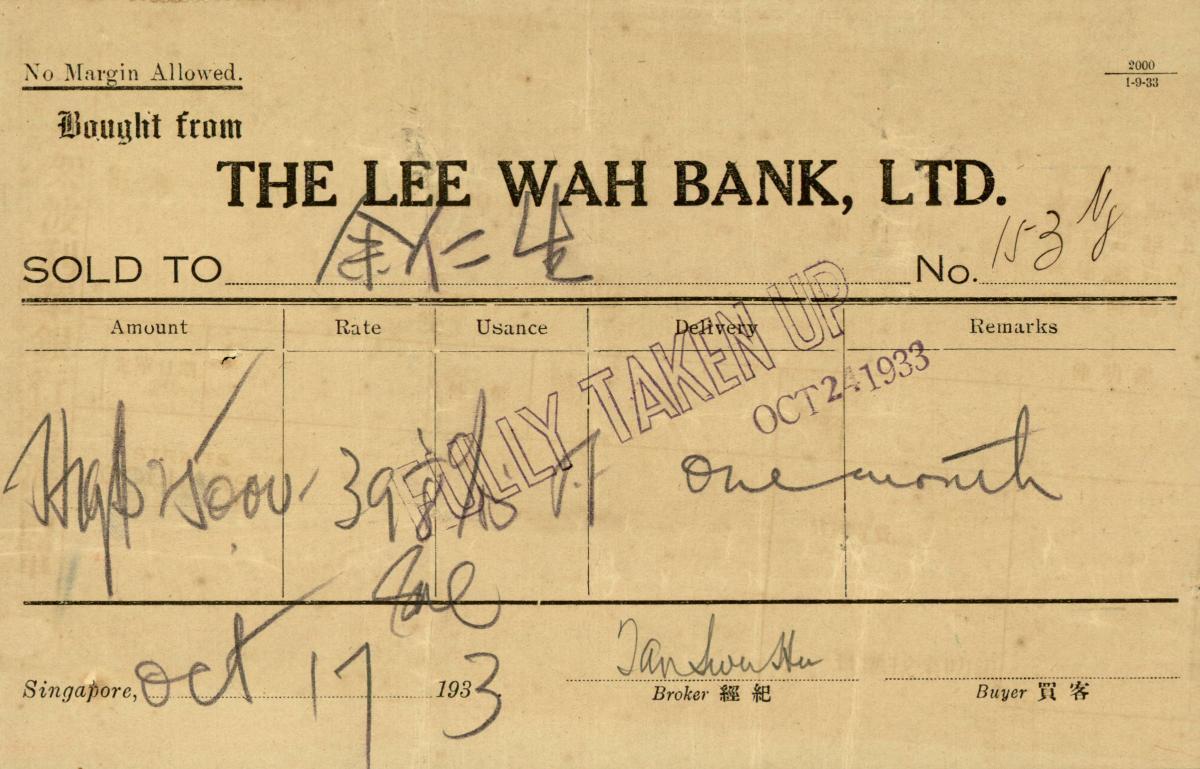 No Margin Allowed.
2000
1-9-33
Bought from
THE LEE WAH BANK, LTD.
SOLD TO 余仁生 No. 153
Amount Rate Usance Delivery Remarks
FULLY TAKEN UP
OCT 24 1933
one month
Singapore, Oct 17 1933
Broker 經紀 Buyer 買客